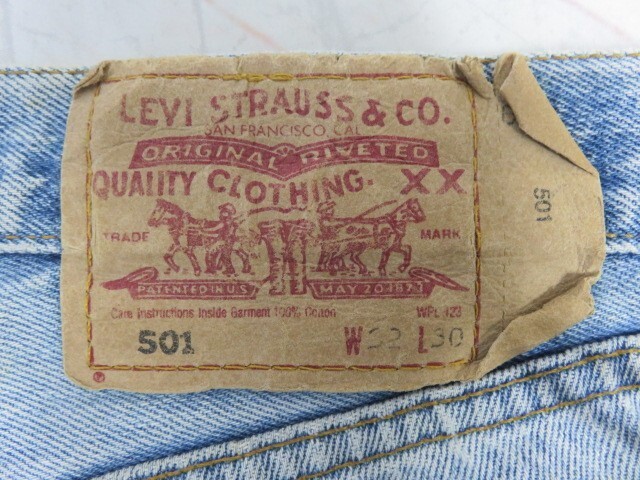 LEVI STRAUSS & CO.
SAN FRANCISCO, CAL
ORIGINAL RIVETED
QUALITY CLOTHING. XX
TRADE MARK
PATENTED IN U.S. MAY 20 1873
Care Instructions Inside Garment 100% Cotton WPL 423
501 W L 30
501